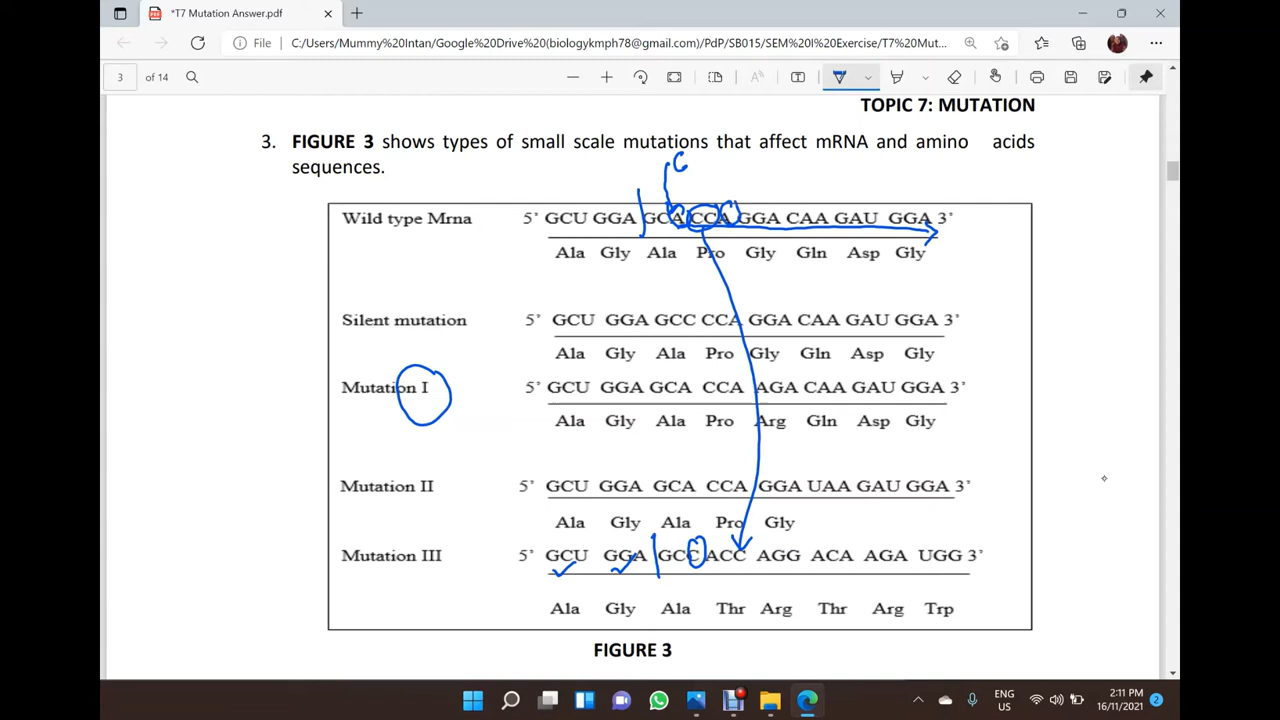 *T7 Mutation Answer.pdf
File C:/Users/Mummy%20Intan/Google%20Drive%20(biologykmph78@gmail.com)/PdP/SB015/SEM%20I%20Exercise/T7%20Mut...
3 of 14
TOPIC 7: MUTATION
3. FIGURE 3 shows types of small scale mutations that affect mRNA and amino acids
sequences.
C
Wild type Mrna 5' GCU GGA GCA CCA GGA CAA GAU GGA 3'
Ala Gly Ala Pro Gly Gln Asp Gly
Silent mutation 5' GCU GGA GCC CCA GGA CAA GAU GGA 3'
Ala Gly Ala Pro Gly Gln Asp Gly
Mutation I 5' GCU GGA GCA CCA AGA CAA GAU GGA 3'
Ala Gly Ala Pro Arg Gln Asp Gly
Mutation II 5' GCU GGA GCA CCA GGA UAA GAU GGA 3'
Ala Gly Ala Pro Gly
Mutation III 5' GCU GGA GCC ACC AGG ACA AGA UGG 3'
Ala Gly Ala Thr Arg Thr Arg Trp
FIGURE 3
ENG
US
2:11 PM
16/11/2021
2